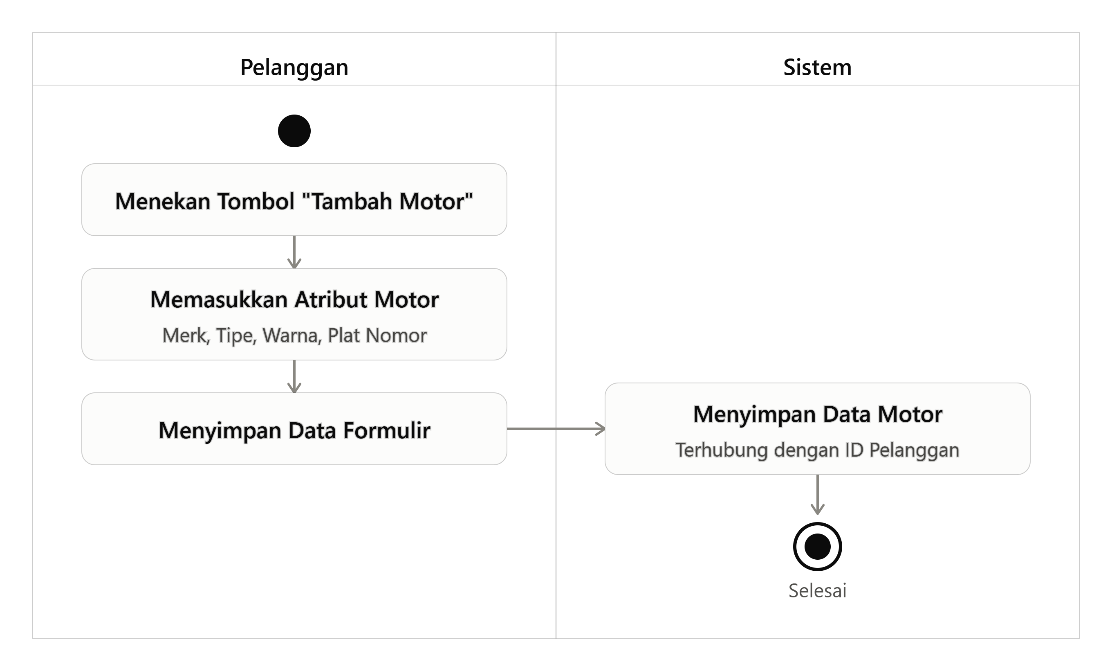 Pelanggan
Sistem
Menekan Tombol "Tambah Motor"
Memasukkan Atribut Motor
Merk, Tipe, Warna, Plat Nomor
Menyimpan Data Formulir
Menyimpan Data Motor
Terhubung dengan ID Pelanggan
Selesai